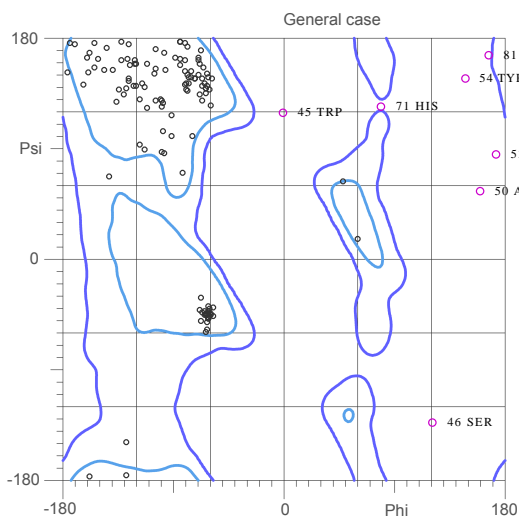 General case
180
81
54 TYR
45 TRP
71 HIS
Psi
5
50 A
0
46 SER
-180
-180
0
Phi
180